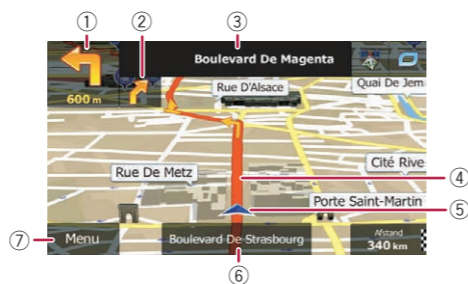 ① ② ③
Boulevard De Magenta
600 m
Rue D'Alsace
Quai De Jem
Cité Rive
Rue De Metz
④
Porte Saint-Martin
⑤
⑦
Menu
Boulevard De Strasbourg
Afstand
340 km
⑥